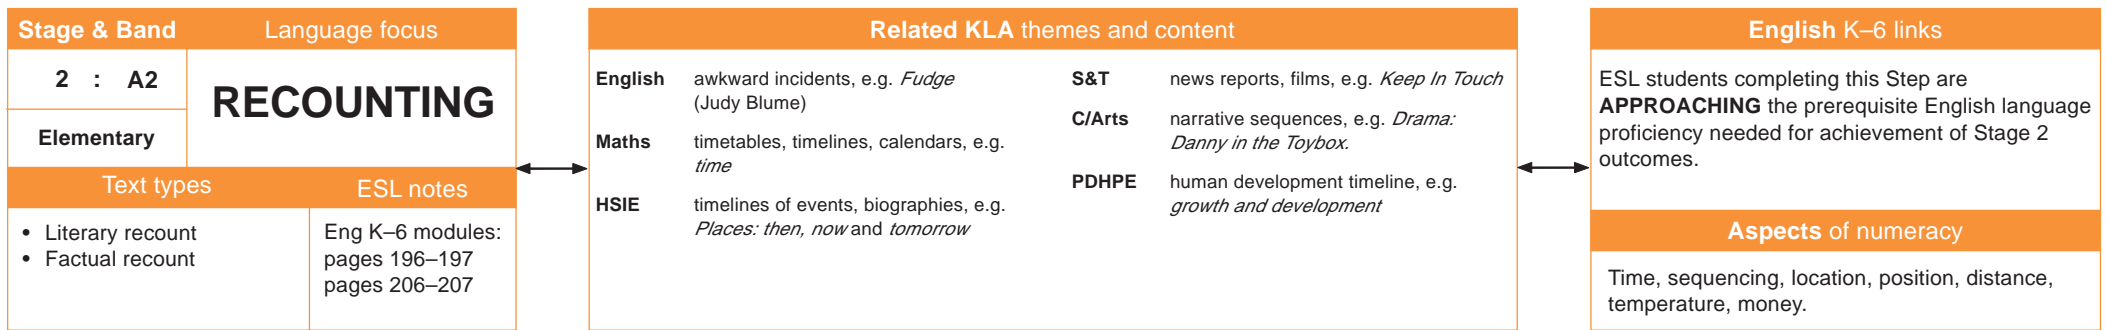 Stage & Band
Language focus
2 : A2
Elementary
RECOUNTING
Text types
ESL notes
• Literary recount
• Factual recount
Eng K–6 modules:
pages 196–197
pages 206–207
Related KLA themes and content
English awkward incidents, e.g. Fudge
(Judy Blume)
Maths timetables, timelines, calendars, e.g.
time
HSIE timelines of events, biographies, e.g.
Places: then, now and tomorrow
S&T news reports, films, e.g. Keep In Touch
C/Arts narrative sequences, e.g. Drama:
Danny in the Toybox.
PDHPE human development timeline, e.g.
growth and development
English K–6 links
ESL students completing this Step are
APPROACHING the prerequisite English language
proficiency needed for achievement of Stage 2
outcomes.
Aspects of numeracy
Time, sequencing, location, position, distance,
temperature, money.